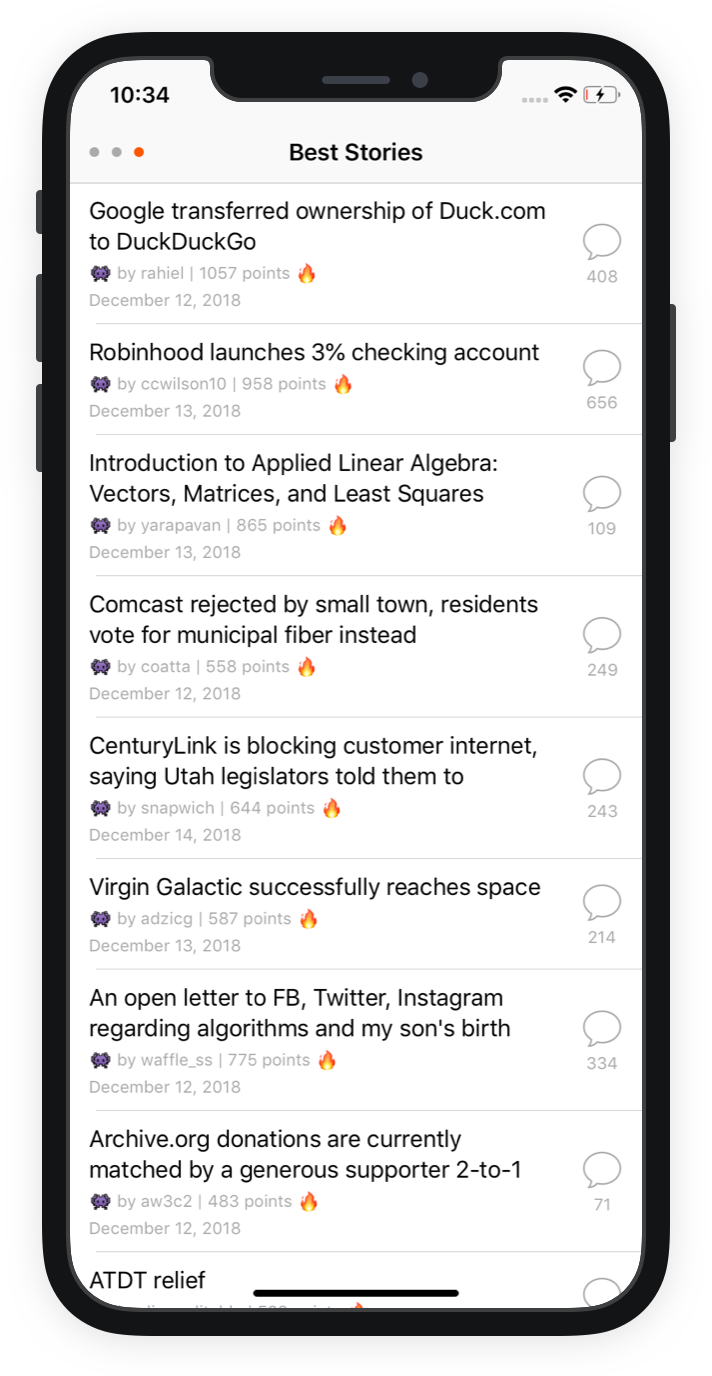 10:34
Best Stories
Google transferred ownership of Duck.com
to DuckDuckGo
by rahiel | 1057 points
408
December 12, 2018
Robinhood launches 3% checking account
by ccwilson10 | 958 points
656
December 13, 2018
Introduction to Applied Linear Algebra:
Vectors, Matrices, and Least Squares
by yarapavan | 865 points
109
December 13, 2018
Comcast rejected by small town, residents
vote for municipal fiber instead
by coatta | 558 points
249
December 12, 2018
CenturyLink is blocking customer internet,
saying Utah legislators told them to
by snapwich | 644 points
243
December 14, 2018
Virgin Galactic successfully reaches space
by adzicg | 587 points
214
December 13, 2018
An open letter to FB, Twitter, Instagram
regarding algorithms and my son's birth
by waffle_ss | 775 points
334
December 12, 2018
Archive.org donations are currently
matched by a generous supporter 2-to-1
by aw3c2 | 483 points
71
December 12, 2018
ATDT relief